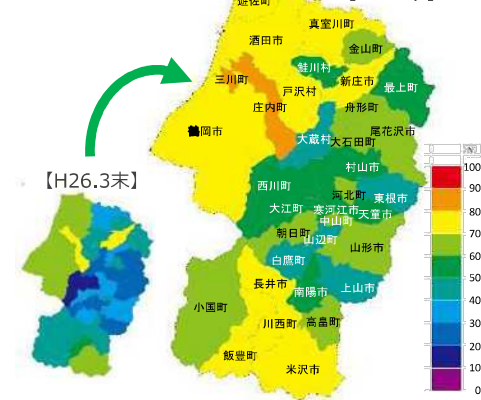 遊佐町
真室川町
酒田市
金山町
鮭川村
新庄市
三川町
最上町
戸沢村
庄内町
舟形町
鶴岡市
尾花沢市
大蔵村
大石田町
村山市
【H26.3末】
西川町
河北町
東根市
大江町
寒河江市
天童市
中山町
朝日町
山辺町
山形市
白鷹町
長井市
上山市
南陽市
小国町
川西町
高畠町
飯豊町
米沢市
100
90
80
70
60
50
40
30
20
10
0